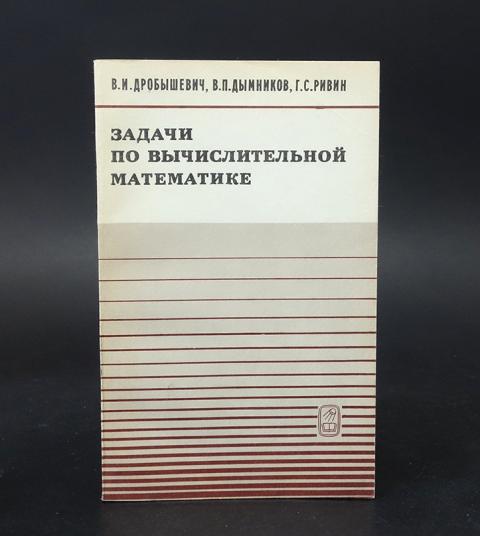 В.И.ДРОБЫШЕВИЧ, В.П.ДЫМНИКОВ, Г.С.РИВИН
ЗАДАЧИ
ПО ВЫЧИСЛИТЕЛЬНОЙ
МАТЕМАТИКЕ